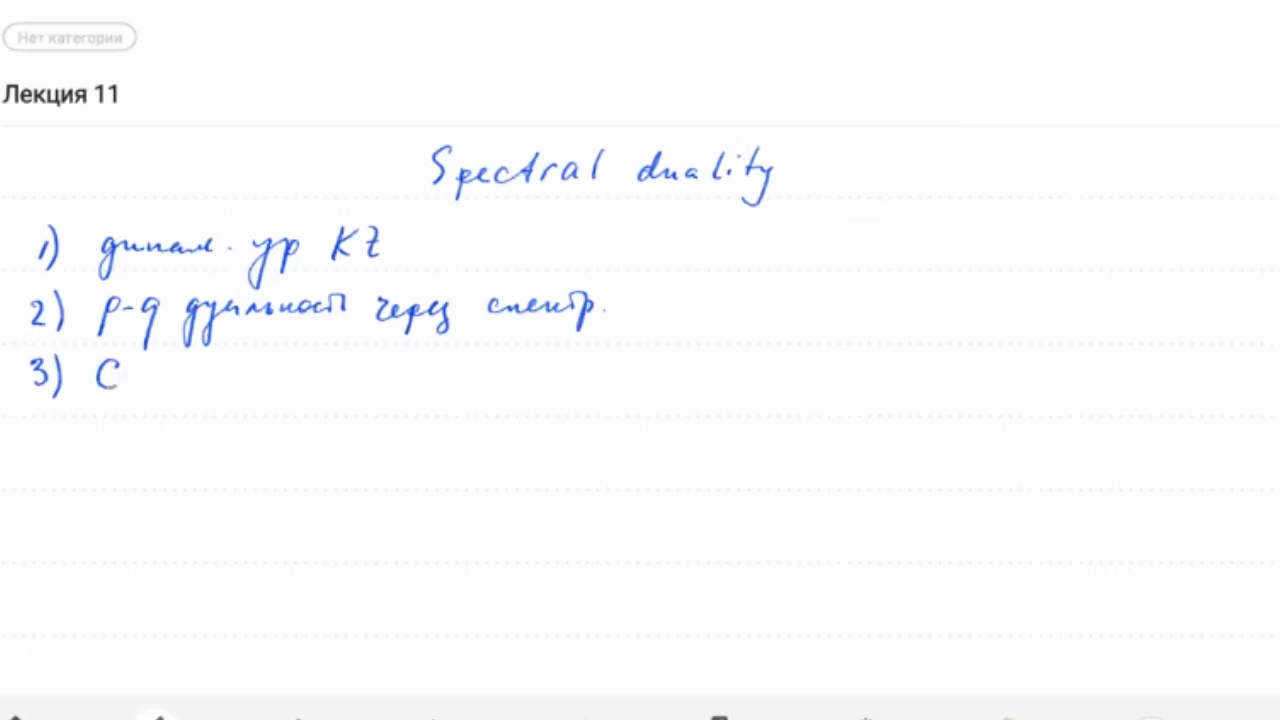 Нет категории
Лекция 11
Spectral duality
1) динам. ур KZ
2) p-q дуальность через спектр.
3) С